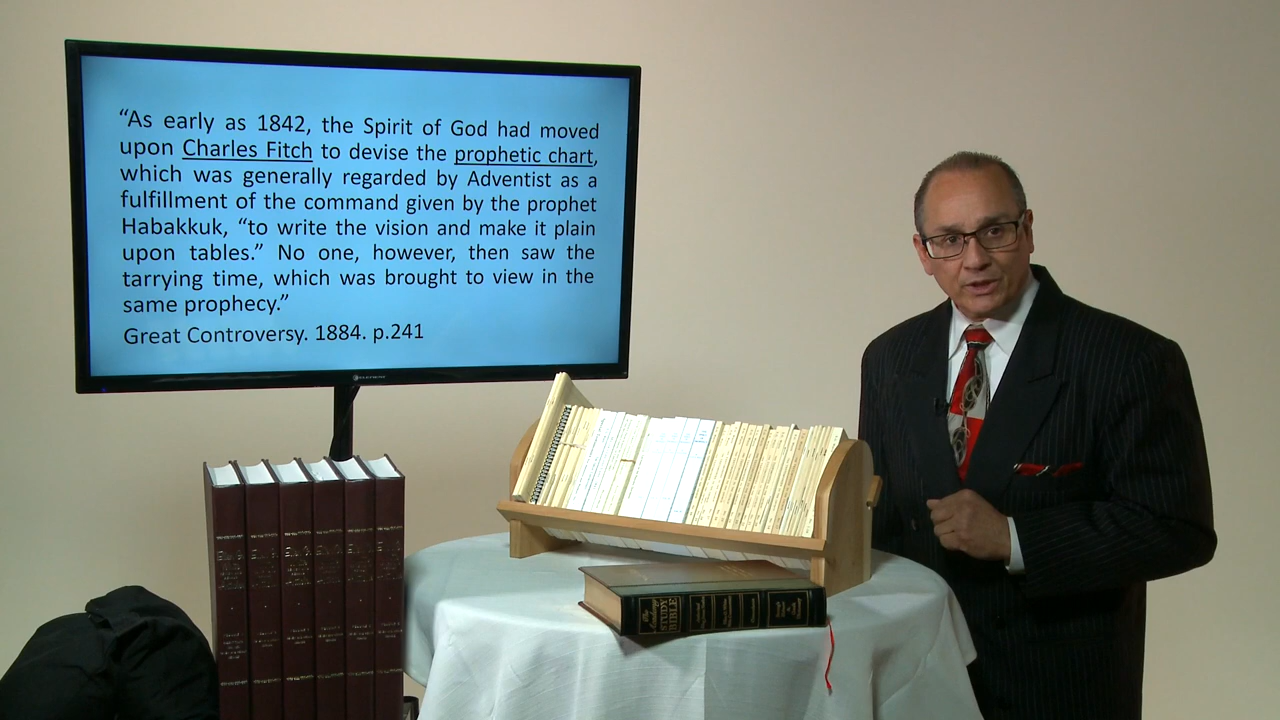 “As early as 1842, the Spirit of God had moved
upon Charles Fitch to devise the prophetic chart,
which was generally regarded by Adventist as a
fulfillment of the command given by the prophet
Habakkuk, “to write the vision and make it plain
upon tables.” No one, however, then saw the
tarrying time, which was brought to view in the
same prophecy.”
Great Controversy. 1884. p.241
STUDY
BIBLE